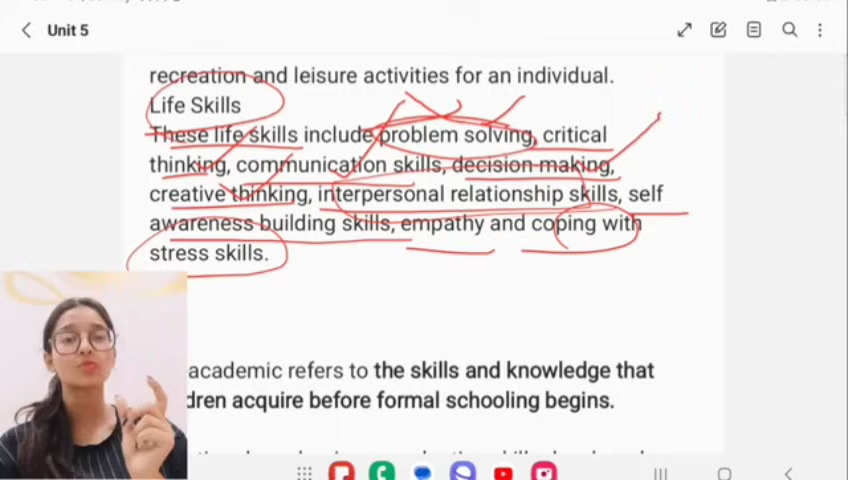 Unit 5
recreation and leisure activities for an individual.
Life Skills
These life skills include problem solving, critical
thinking, communication skills, decision making,
creative thinking, interpersonal relationship skills, self
awareness building skills, empathy and coping with
stress skills.
academic refers to the skills and knowledge that
dren acquire before formal schooling begins.